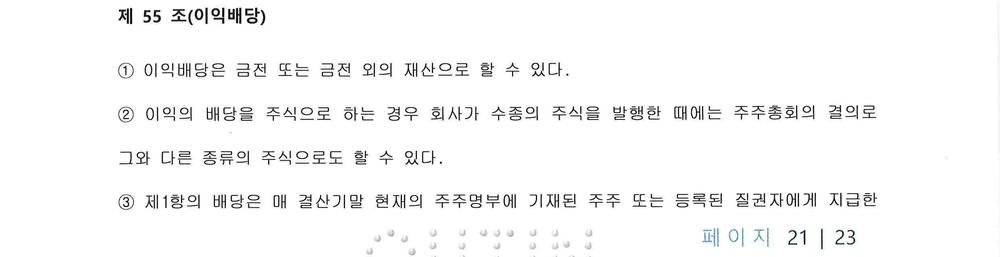 제 55 조(이익배당)
① 이익배당은 금전 또는 금전 외의 재산으로 할 수 있다.
② 이익의 배당을 주식으로 하는 경우 회사가 수종의 주식을 발행한 때에는 주주총회의 결의로
그와 다른 종류의 주식으로도 할 수 있다.
③ 제1항의 배당은 매 결산기말 현재의 주주명부에 기재된 주주 또는 등록된 질권자에게 지급한
페이지 21 | 23